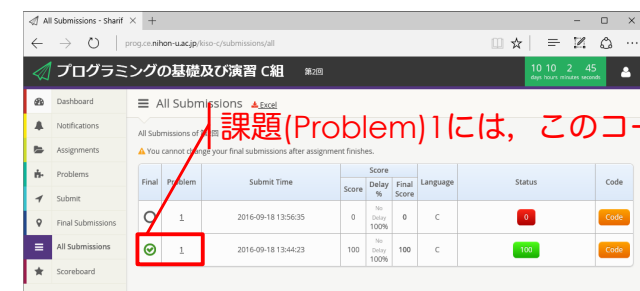 All Submissions - Sharif
prog.ce.nihon-u.ac.jp/kiso-c/submissions/all
プログラミングの基礎及び演習 C組 第2回
10 10 2 45
days hours minutes seconds
Dashboard
Notifications
Assignments
Problems
Submit
Final Submissions
All Submissions
Scoreboard
All Submissions Excel
課題(Problem)1には, このコー
All Submissions of 第2回
You cannot change your final submissions after assignment finishes.
Final Problem Submit Time Score Language Status Code
Score Delay % Final Score
1 2016-09-18 13:56:35 0 No Delay 100% 0 C 0 Code
1 2016-09-18 13:44:23 100 No Delay 100% 100 C 100 Code